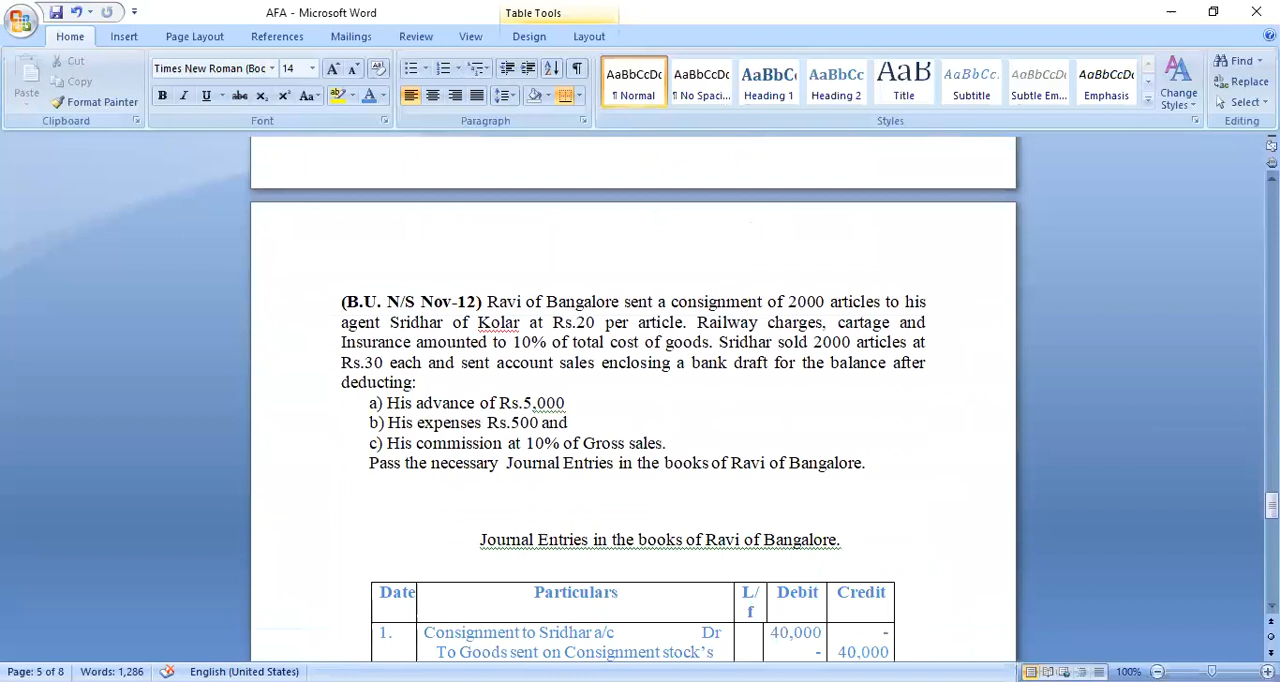 AFA - Microsoft Word
Table Tools
Home Insert Page Layout References Mailings Review View Design Layout
Paste
Cut
Copy
Format Painter
Clipboard
Times New Roman (Boc 14
B I U abc X₂ X² Aa
Font
Paragraph
AaBbCcDc AaBbCcDc AaBbC AaBbCc AaB AaBbCc. AaBbCcDc AaBbCcDc
¶ Normal ¶ No Spaci... Heading 1 Heading 2 Title Subtitle Subtle Em... Emphasis
Change Styles
Styles
Find
Replace
Select
Editing
(B.U. N/S Nov-12) Ravi of Bangalore sent a consignment of 2000 articles to his
agent Sridhar of Kolar at Rs.20 per article. Railway charges, cartage and
Insurance amounted to 10% of total cost of goods. Sridhar sold 2000 articles at
Rs.30 each and sent account sales enclosing a bank draft for the balance after
deducting:
a) His advance of Rs.5,000
b) His expenses Rs.500 and
c) His commission at 10% of Gross sales.
Pass the necessary Journal Entries in the books of Ravi of Bangalore.
Journal Entries in the books of Ravi of Bangalore.
Date Particulars L/f Debit Credit
1. Consignment to Sridhar a/c Dr 40,000 -
To Goods sent on Consignment stock's - 40,000
Page: 5 of 8 Words: 1,286 English (United States) 100%